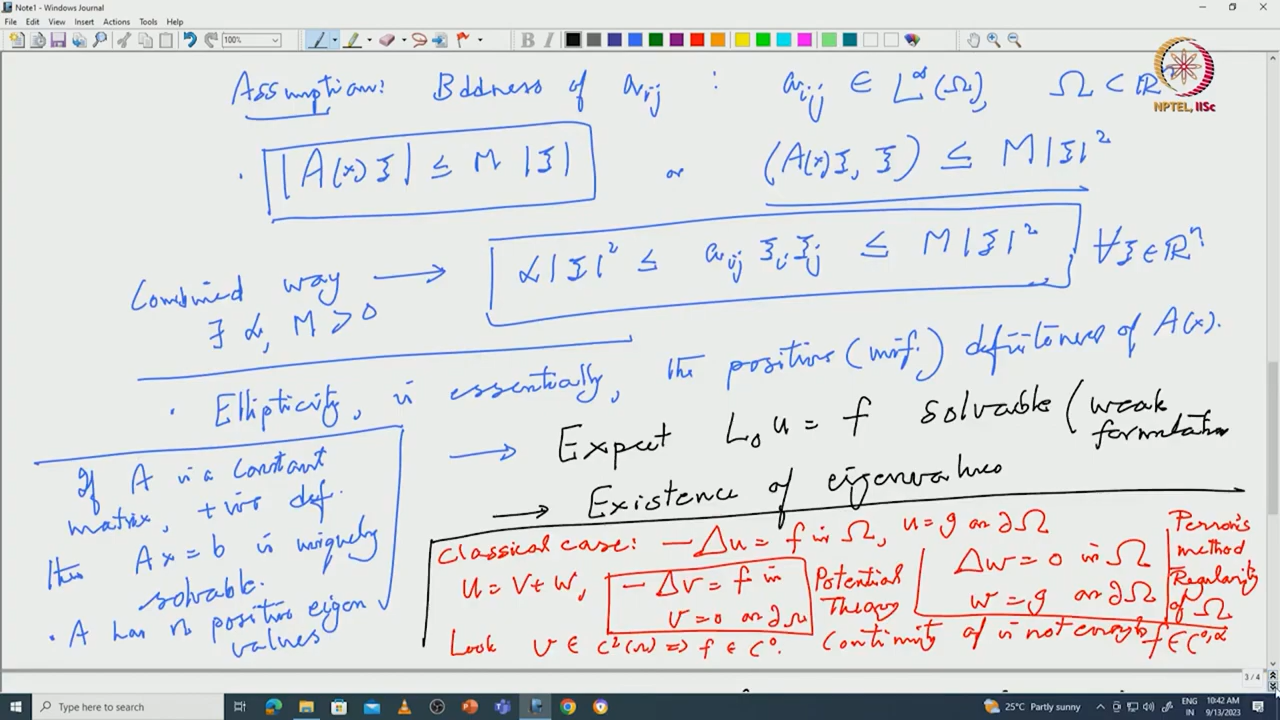 Note1 - Windows Journal
File Edit View Insert Actions Tools Help
100%
NPTEL, IISc
Assumption: Bddness of aij : aij ∈ L^∞(Ω), Ω ⊂ ℝ^n
· |A(x)ξ| ≤ M |ξ| or (A(x)ξ, ξ) ≤ M|ξ|²
Combined way → α|ξ|² ≤ aij ξi ξj ≤ M|ξ|² ∀ξ ∈ ℝ^n
∃ α, M > 0
· Ellipticity, is essentially, the positive (unif.) definiteness of A(x).
→ Expect L₀u = f solvable (weak formulation
→ Existence of eigenvalues
If A is a constant
matrix, +ive def.
then Ax = b is uniquely
solvable.
· A has n positive eigen
values
Classical case: -Δu = f in Ω, u = g on ∂Ω
u = v + w, -Δv = f in
v = 0 on ∂Ω
Potential
Theory
Δw = 0 in Ω
w = g on ∂Ω
Perron's
method
Regularity
of Ω
Look v ∈ C²(Ω) ⇒ f ∈ C⁰. Continuity of is not enough f ∈ C^{0,α}
3/4
Type here to search
25°C Partly sunny
ENG
IN
10:42 AM
9/13/2023